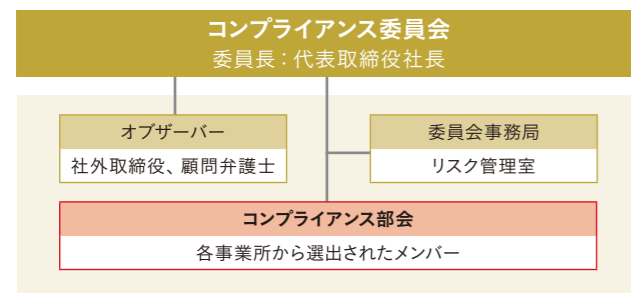 コンプライアンス委員会
委員長：代表取締役社長
オブザーバー
社外取締役、顧問弁護士
委員会事務局
リスク管理室
コンプライアンス部会
各事業所から選出されたメンバー